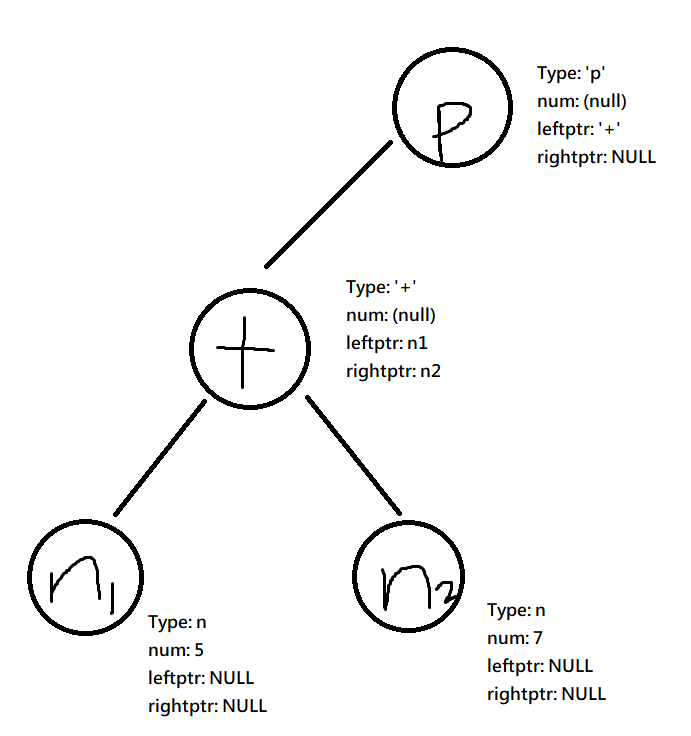 p
Type: 'p'
num: (null)
leftptr: '+'
rightptr: NULL
+
Type: '+'
num: (null)
leftptr: n1
rightptr: n2
n1
Type: n
num: 5
leftptr: NULL
rightptr: NULL
n2
Type: n
num: 7
leftptr: NULL
rightptr: NULL